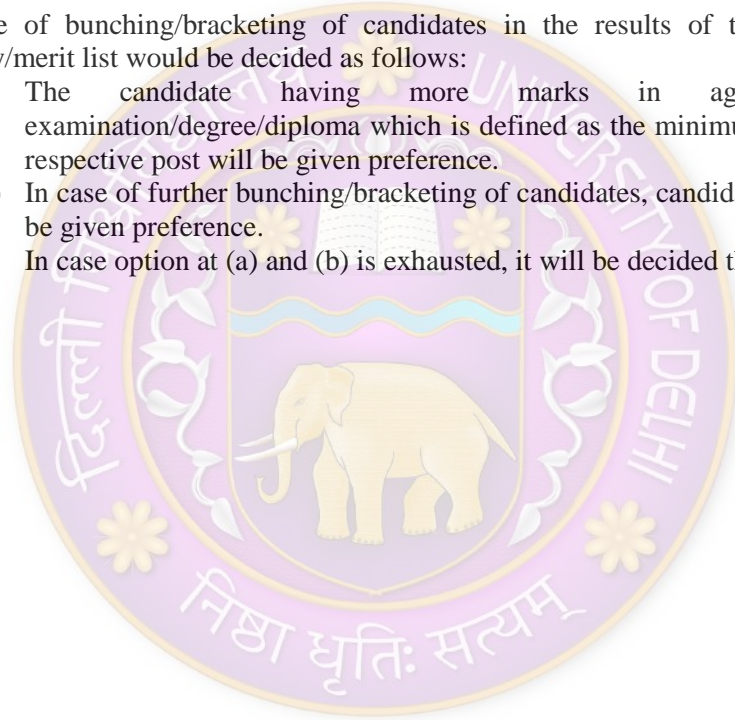 e of bunching/bracketing of candidates in the results of t
y/merit list would be decided as follows:
The candidate having more marks in ag
examination/degree/diploma which is defined as the minimu
respective post will be given preference.
In case of further bunching/bracketing of candidates, candid
be given preference.
In case option at (a) and (b) is exhausted, it will be decided t
दिल्ली विश्वविद्यालय
UNIVERSITY OF DELHI
निष्ठा धृतिः सत्यम्